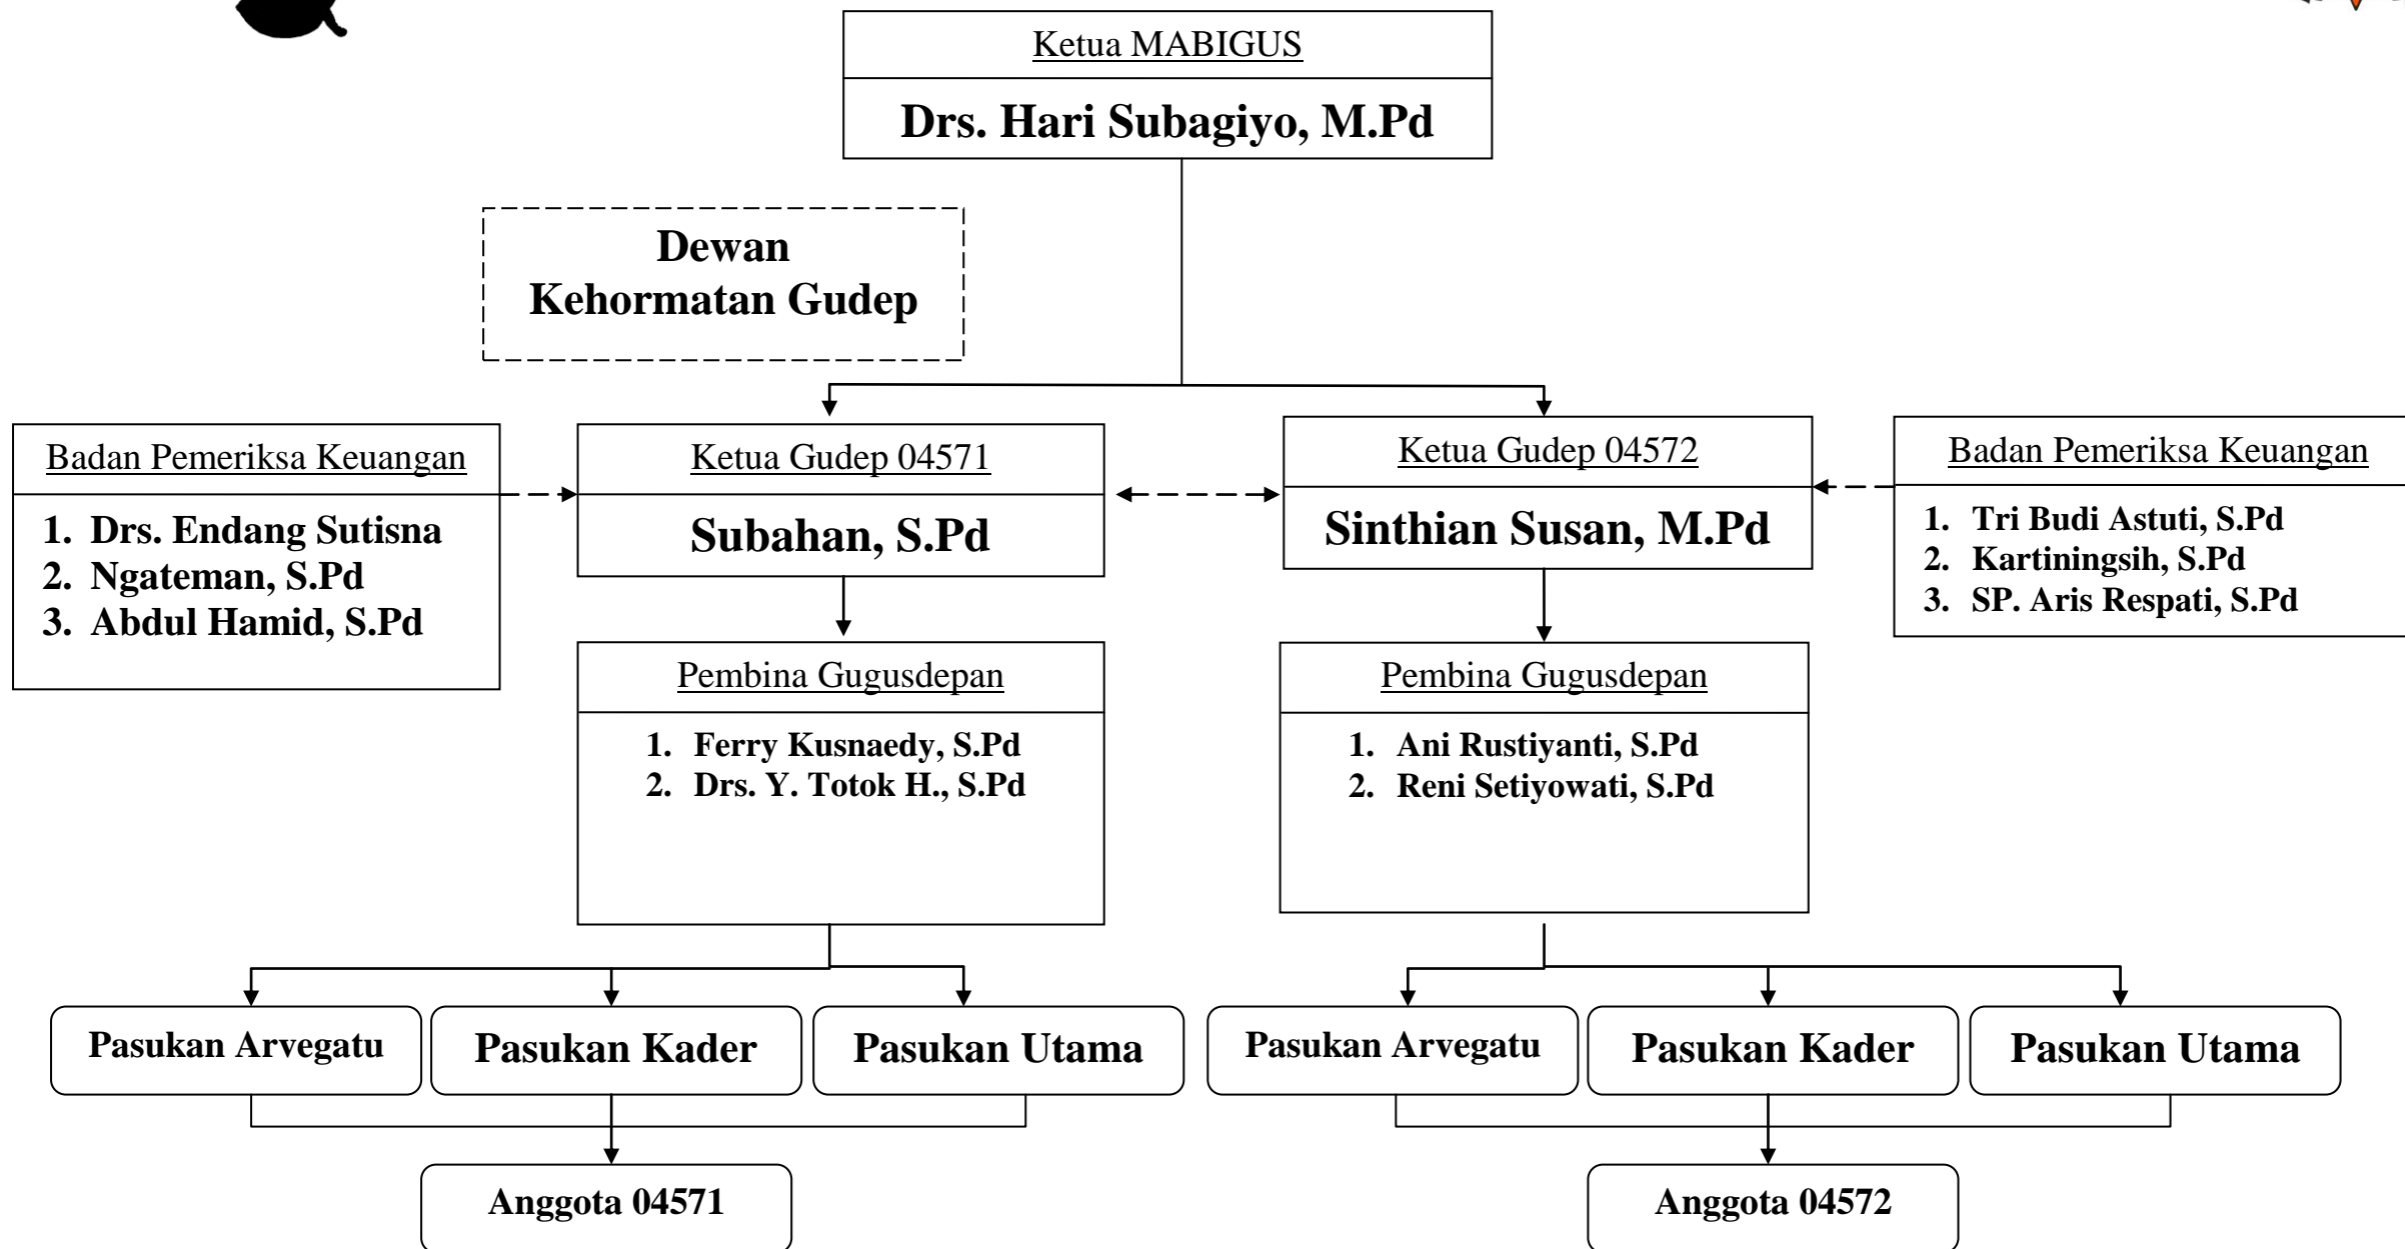 Ketua MABIGUS
Drs. Hari Subagiyo, M.Pd
Dewan
Kehormatan Gudep
Badan Pemeriksa Keuangan
1. Drs. Endang Sutisna
2. Ngateman, S.Pd
3. Abdul Hamid, S.Pd
Ketua Gudep 04571
Subahan, S.Pd
Ketua Gudep 04572
Sinthian Susan, M.Pd
Badan Pemeriksa Keuangan
1. Tri Budi Astuti, S.Pd
2. Kartiningsih, S.Pd
3. SP. Aris Respati, S.Pd
Pembina Gugusdepan
1. Ferry Kusnaedy, S.Pd
2. Drs. Y. Totok H., S.Pd
Pembina Gugusdepan
1. Ani Rustiyanti, S.Pd
2. Reni Setiyowati, S.Pd
Pasukan Arvegatu
Pasukan Kader
Pasukan Utama
Pasukan Arvegatu
Pasukan Kader
Pasukan Utama
Anggota 04571
Anggota 04572